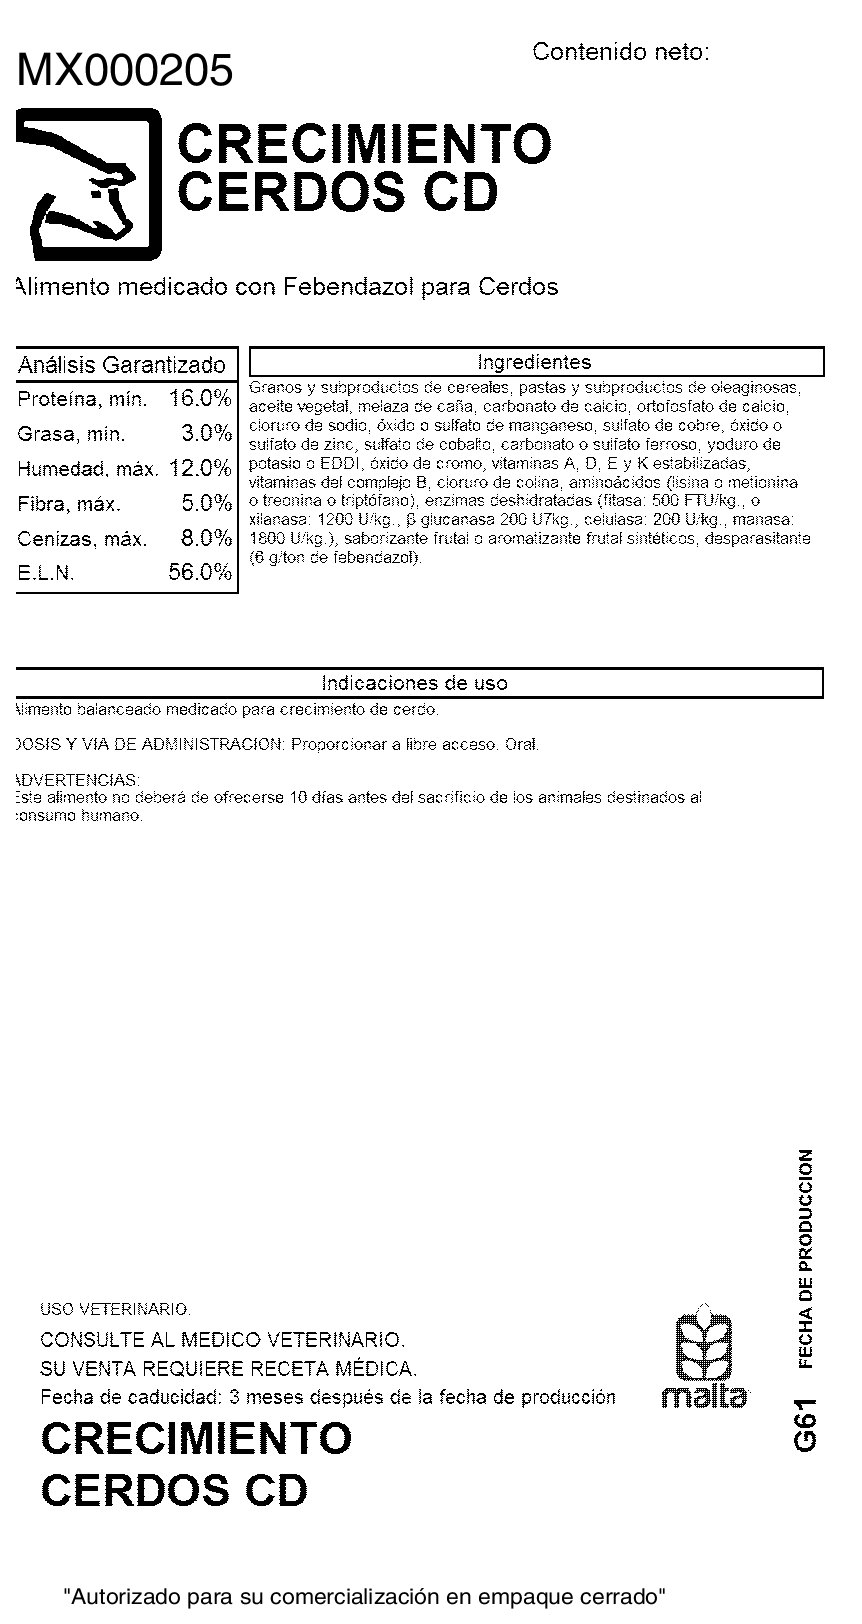 MX000205
Contenido neto:
CRECIMIENTO
CERDOS CD
Alimento medicado con Febendazol para Cerdos
Análisis Garantizado
Proteína, mín. 16.0%
Grasa, mín. 3.0%
Humedad, máx. 12.0%
Fibra, máx. 5.0%
Cenizas, máx. 8.0%
E.L.N. 56.0%
Ingredientes
Granos y subproductos de cereales, pastas y subproductos de oleaginosas,
aceite vegetal, melaza de caña, carbonato de calcio, ortofosfato de calcio,
cloruro de sodio, óxido o sulfato de manganeso, sulfato de cobre, óxido o
sulfato de zinc, sulfato de cobalto, carbonato o sulfato ferroso, yoduro de
potasio o EDDI, óxido de cromo, vitaminas A, D, E y K estabilizadas,
vitaminas del complejo B, cloruro de colina, aminoácidos (lisina o metionina
o treonina o triptófano), enzimas deshidratadas (fitasa: 500 FTU/kg., o
xilanasa: 1200 U/kg., β glucanasa 200 U7kg., celulasa: 200 U/kg., manasa:
1800 U/kg.), saborizante frutal o aromatizante frutal sintéticos, desparasitante
(6 g/ton de febendazol).
Indicaciones de uso
Alimento balanceado medicado para crecimiento de cerdo.
DOSIS Y VIA DE ADMINISTRACION: Proporcionar a libre acceso. Oral.
ADVERTENCIAS:
Este alimento no deberá de ofrecerse 10 días antes del sacrificio de los animales destinados al
consumo humano.
FECHA DE PRODUCCION
G61
USO VETERINARIO.
CONSULTE AL MEDICO VETERINARIO.
SU VENTA REQUIERE RECETA MÉDICA.
Fecha de caducidad: 3 meses después de la fecha de producción
malta
CRECIMIENTO
CERDOS CD
"Autorizado para su comercialización en empaque cerrado"